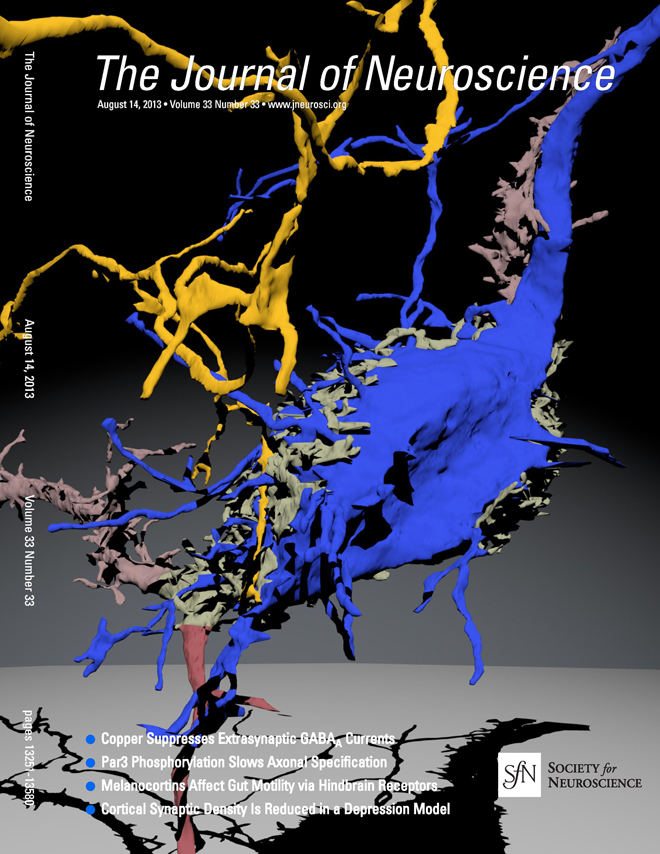 The Journal of Neuroscience
August 14, 2013 • Volume 33 Number 33 • www.jneurosci.org
The Journal of Neuroscience
August 14, 2013
Volume 33 Number 33
pages 13251–13580
• Copper Suppresses Extrasynaptic GABAA Currents
• Par3 Phosphorylation Slows Axonal Specification
• Melanocortins Affect Gut Motility via Hindbrain Receptors
• Cortical Synaptic Density Is Reduced in a Depression Model
SfN
SOCIETY for
NEUROSCIENCE